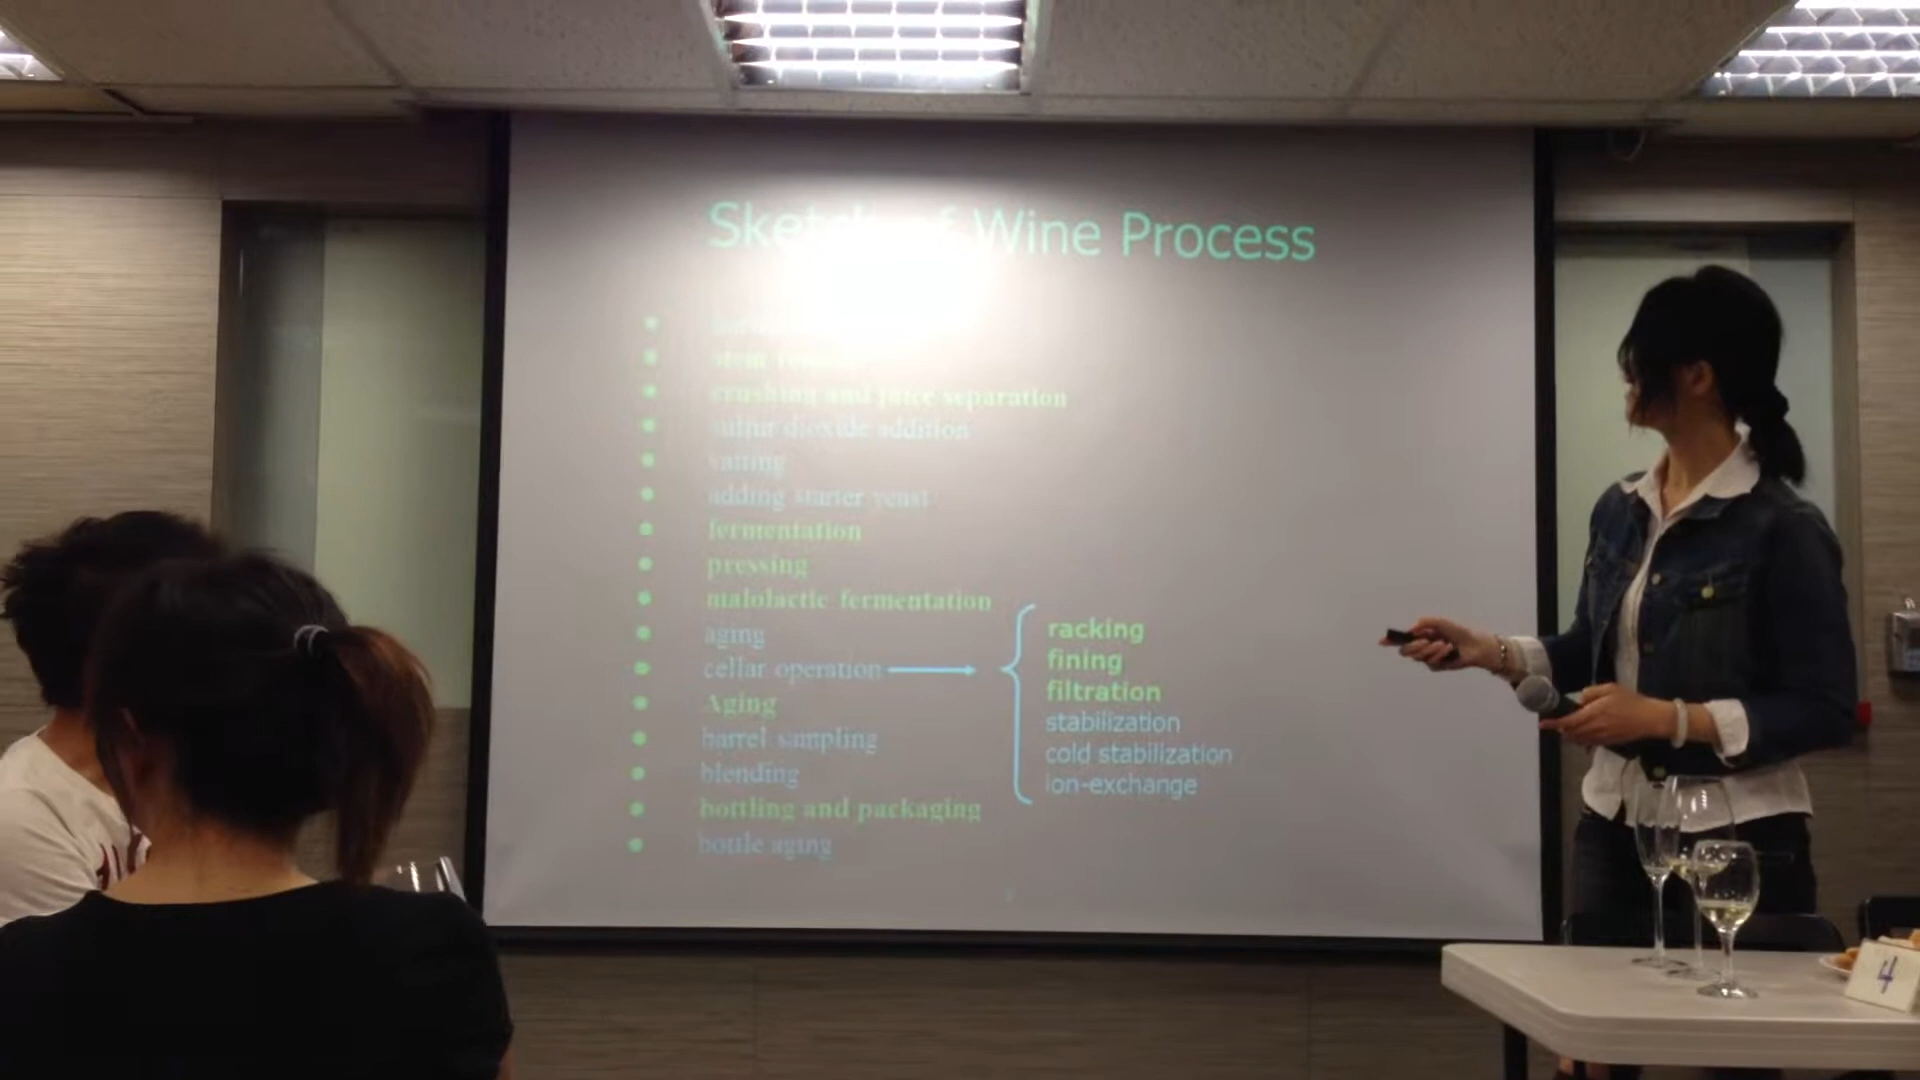 Sketch of Wine Process
crushing and juice separation
sulfur dioxide addition
vatting
adding starter yeast
fermentation
pressing
malolactic fermentation
aging
cellar operation
Aging
barrel sampling
blending
bottling and packaging
bottle aging
racking
fining
filtration
stabilization
cold stabilization
ion-exchange
4